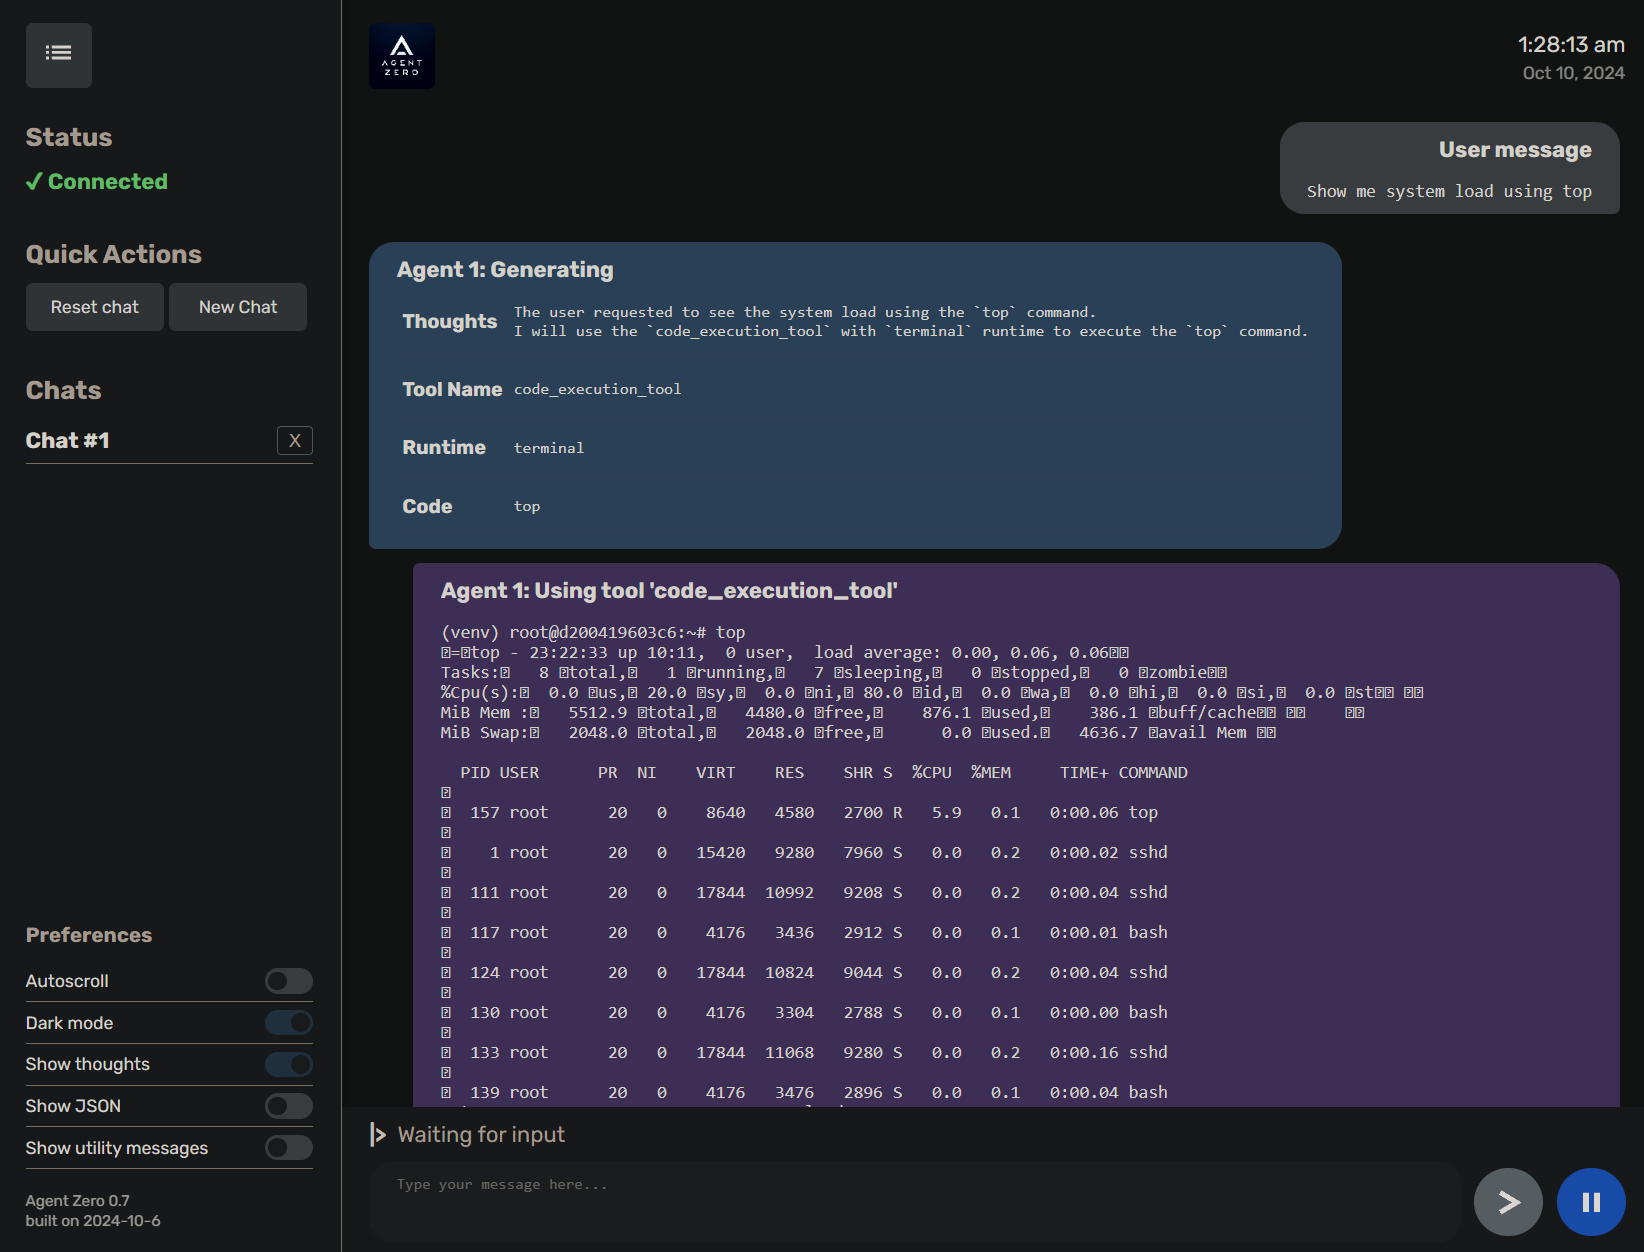 AGENT
ZERO
1:28:13 am
Oct 10, 2024
Status
✓ Connected
Quick Actions
Reset chat
New Chat
Chats
Chat #1
X
Preferences
Autoscroll
Dark mode
Show thoughts
Show JSON
Show utility messages
Agent Zero 0.7
built on 2024-10-6
User message
Show me system load using top
Agent 1: Generating
Thoughts
The user requested to see the system load using the `top` command.
I will use the `code_execution_tool` with `terminal` runtime to execute the `top` command.
Tool Name code_execution_tool
Runtime terminal
Code top
Agent 1: Using tool 'code_execution_tool'
(venv) root@d200419603c6:~# top
�=�top - 23:22:33 up 10:11,  0 user,  load average: 0.00, 0.06, 0.06��
Tasks:�   8 �total,�   1 �running,�   7 �sleeping,�   0 �stopped,�   0 �zombie��
%Cpu(s):�  0.0 �us,� 20.0 �sy,�  0.0 �ni,� 80.0 �id,�  0.0 �wa,�  0.0 �hi,�  0.0 �si,�  0.0 �st�� ��
MiB Mem :�   5512.9 �total,�   4480.0 �free,�    876.1 �used,�    386.1 �buff/cache�� ��    ��
MiB Swap:�   2048.0 �total,�   2048.0 �free,�      0.0 �used.�   4636.7 �avail Mem ��
  PID USER      PR  NI    VIRT    RES    SHR S  %CPU  %MEM     TIME+ COMMAND
�
�  157 root      20   0    8640   4580   2700 R   5.9   0.1   0:00.06 top
�
�    1 root      20   0   15420   9280   7960 S   0.0   0.2   0:00.02 sshd
�
�  111 root      20   0   17844  10992   9208 S   0.0   0.2   0:00.04 sshd
�
�  117 root      20   0    4176   3436   2912 S   0.0   0.1   0:00.01 bash
�
�  124 root      20   0   17844  10824   9044 S   0.0   0.2   0:00.04 sshd
�
�  130 root      20   0    4176   3304   2788 S   0.0   0.1   0:00.00 bash
�
�  133 root      20   0   17844  11068   9280 S   0.0   0.2   0:00.16 sshd
�
�  139 root      20   0    4176   3476   2896 S   0.0   0.1   0:00.04 bash
|> Waiting for input
Type your message here...